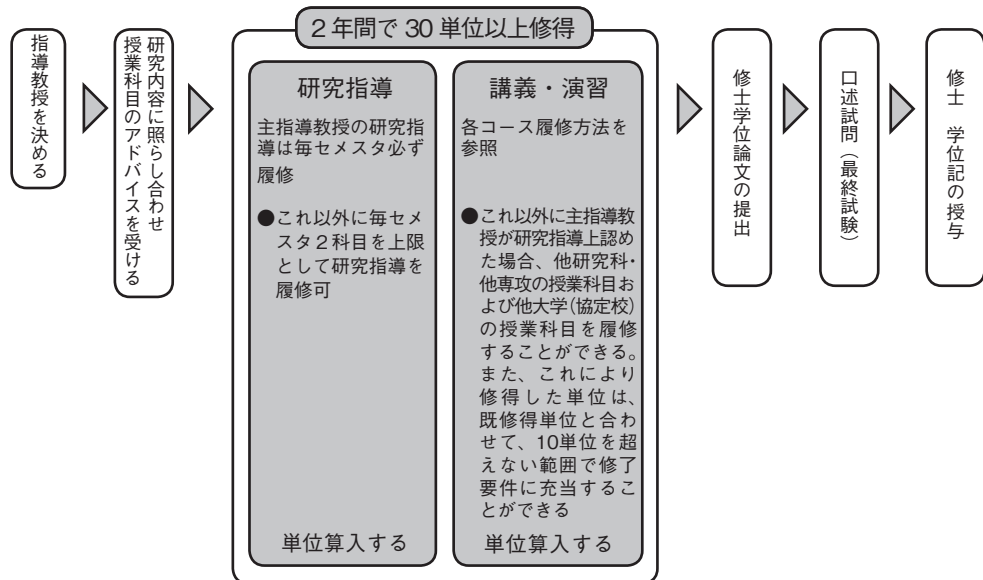 指導教授を決める
研究内容に照らし合わせ
授業科目のアドバイスを受ける
2年間で30単位以上修得
研究指導
主指導教授の研究指
導は毎セメスタ必ず
履修
●これ以外に毎セメ
スタ2科目を上限
として研究指導を
履修可
単位算入する
講義・演習
各コース履修方法を
参照
●これ以外に主指導教
授が研究指導上認め
た場合、他研究科・
他専攻の授業科目お
よび他大学(協定校)
の授業科目を履修
することができる。
また、これにより
修得した単位は、
既修得単位と合わ
せて、10単位を超
えない範囲で修了
要件に充当するこ
とができる
単位算入する
修士学位論文の提出
口述試問(最終試験)
修士 学位記の授与